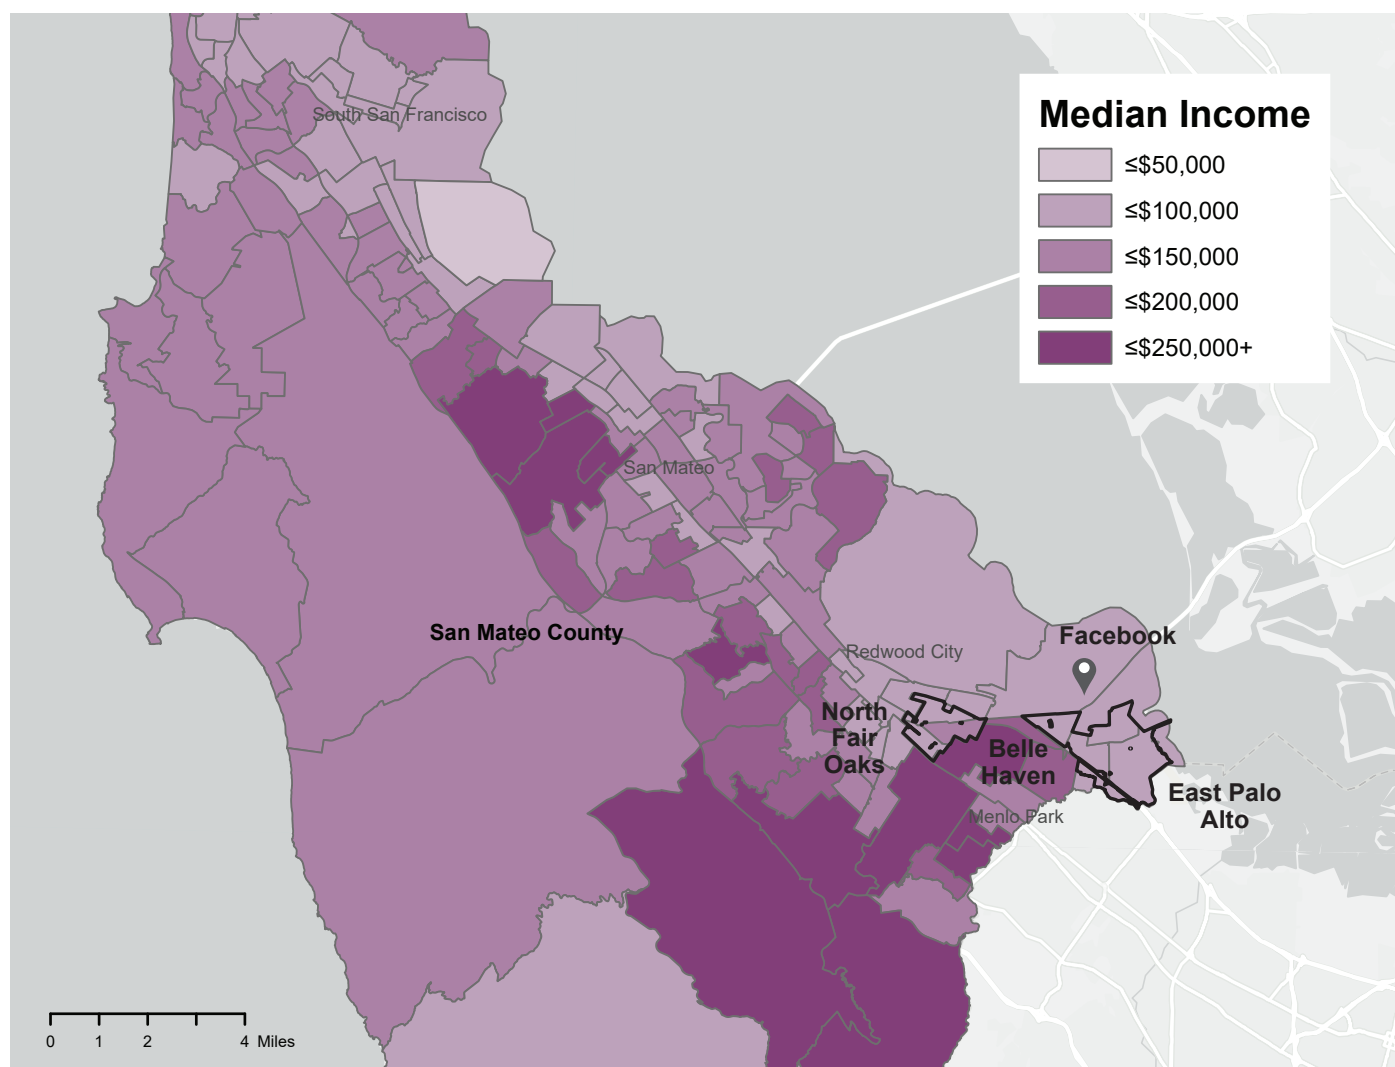 South San Francisco
Median Income
≤$50,000
≤$100,000
≤$150,000
≤$200,000
≤$250,000+
San Mateo
San Mateo County
Facebook
Redwood City
North
Fair
Oaks
Belle
Haven
East Palo
Alto
Menlo Park
0 1 2 4 Miles